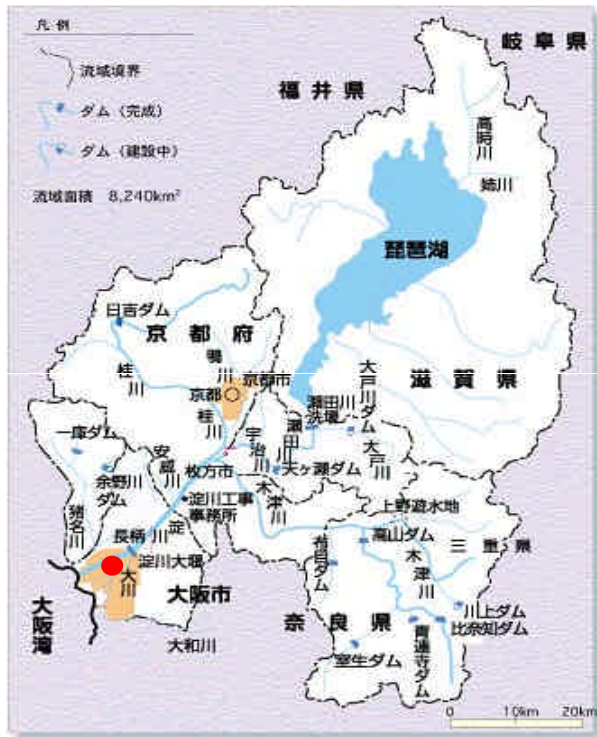 凡例
流域境界
ダム（完成）
ダム（建設中）
流域面積 8,240km²
岐阜県
福井県
高時川
姉川
琵琶湖
日吉ダム
京都府
鴨川
桂川
京都
京都市
桂川
滋賀県
大戸川ダム
瀬田川
洗堰
瀬田川
大戸川
宇治川
天ヶ瀬ダム
一庫ダム
安威川
枚方市
余野川
ダム
淀川工事
事務所
木津川
猪名川
上野遊水地
長柄
淀川
高山ダム
三重県
布目ダム
淀川大堰
木津川
大川
大阪市
大阪湾
川上ダム
比奈知ダム
奈良県
大和川
室生ダム
青蓮寺ダム
0 10km 20km